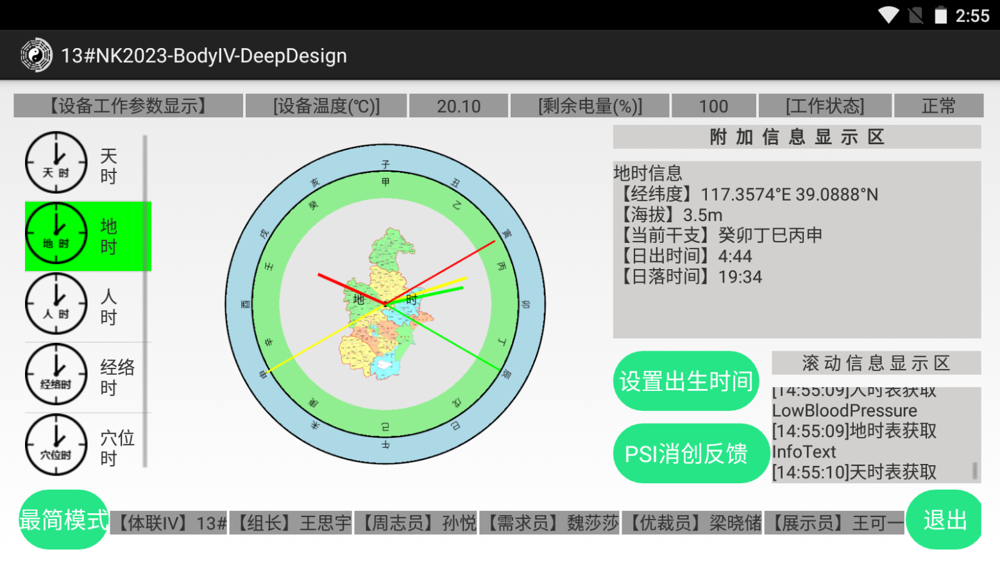 2:55
13#NK2023-BodyIV-DeepDesign
【设备工作参数显示】 [设备温度(℃)] 20.10 [剩余电量(%)] 100 [工作状态] 正常
天时
天
时
地时
地
时
人时
人
时
经络时
经络
时
穴位时
穴位
时
子
丑
寅
卯
辰
巳
午
未
申
酉
戌
亥
甲
乙
丙
丁
戊
己
庚
辛
壬
癸
地 时
附加信息显示区
地时信息
【经纬度】117.3574°E 39.0888°N
【海拔】3.5m
【当前干支】癸卯丁巳丙申
【日出时间】4:44
【日落时间】19:34
设置出生时间
PSI消创反馈
滚动信息显示区
[14:55:09]人时表获取
LowBloodPressure
[14:55:09]地时表获取
InfoText
[14:55:10]天时表获取
最简模式 【体联IV】13# 【组长】王思宇 【周志员】孙悦 【需求员】魏莎莎 【优裁员】梁晓储 【展示员】王可一 退出